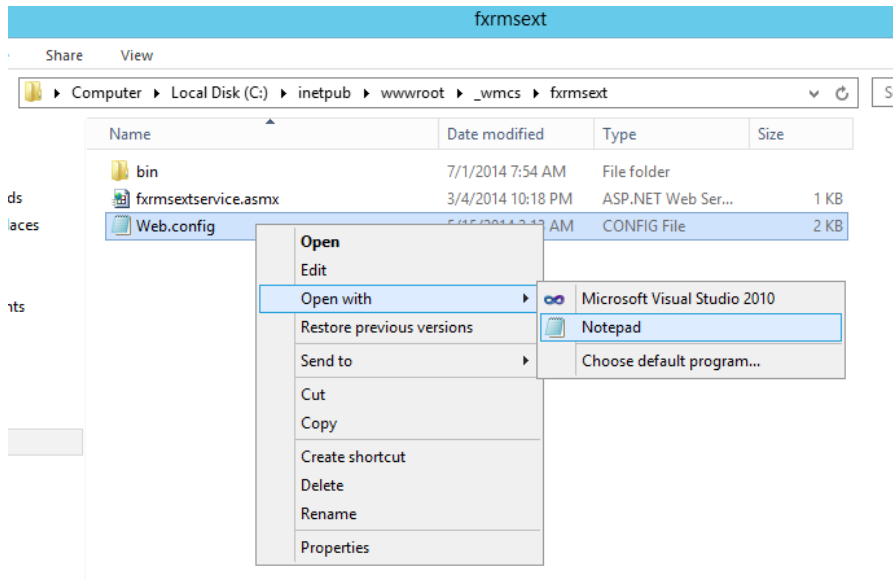 fxrmsext
Share View
Computer Local Disk (C:) inetpub wwwroot _wmcs fxrmsext
Name Date modified Type Size
bin 7/1/2014 7:54 AM File folder
ds
fxrmsextservice.asmx 3/4/2014 10:18 PM ASP.NET Web Ser... 1 KB
laces
Web.config AM CONFIG File 2 KB
Open
Edit
Open with Microsoft Visual Studio 2010
nts
Restore previous versions Notepad
Send to Choose default program...
Cut
Copy
Create shortcut
Delete
Rename
Properties